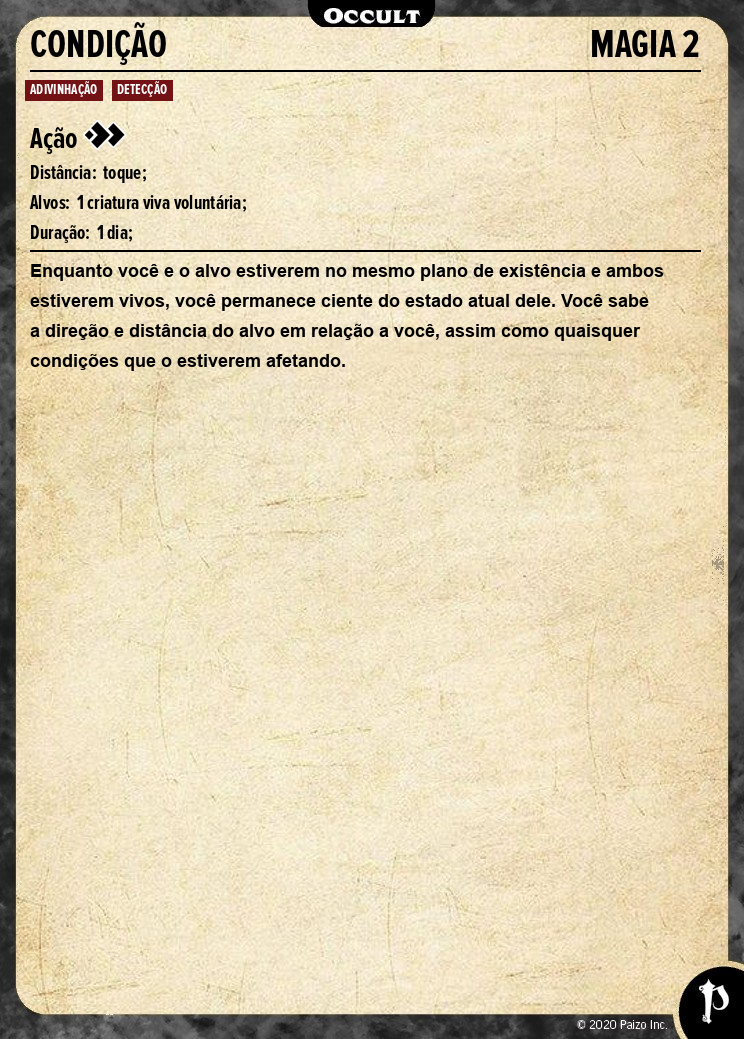 Occult
CONDIÇÃO MAGIA 2
ADIVINHAÇÃO DETECÇÃO
Ação
Distância: toque;
Alvos: 1 criatura viva voluntária;
Duração: 1 dia;
Enquanto você e o alvo estiverem no mesmo plano de existência e ambos
estiverem vivos, você permanece ciente do estado atual dele. Você sabe
a direção e distância do alvo em relação a você, assim como quaisquer
condições que o estiverem afetando.
© 2020 Paizo Inc.
P